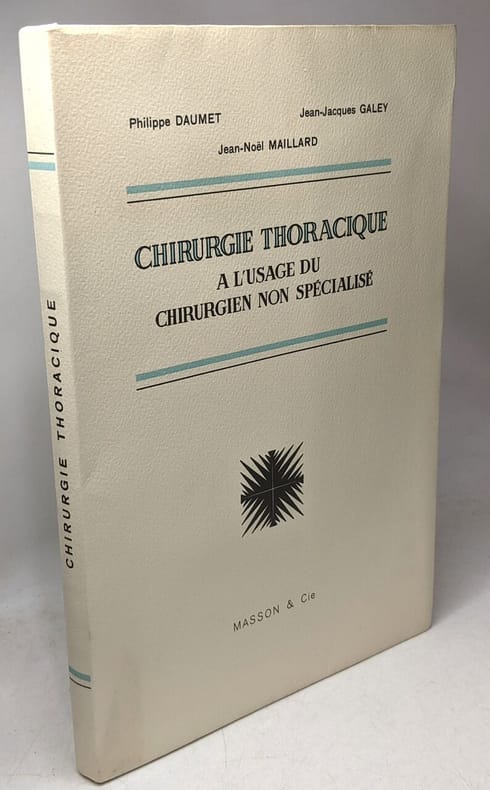 Philippe DAUMET
Jean-Jacques GALEY
Jean-Noël MAILLARD
CHIRURGIE THORACIQUE
A L'USAGE DU
CHIRURGIEN NON SPÉCIALISÉ
MASSON & Cie
CHIRURGIE THORACIQUE